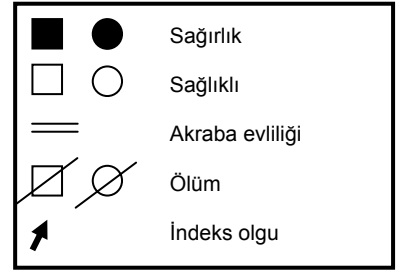 Sağırlık
Sağlıklı
Akraba evliliği
Ölüm
İndeks olgu